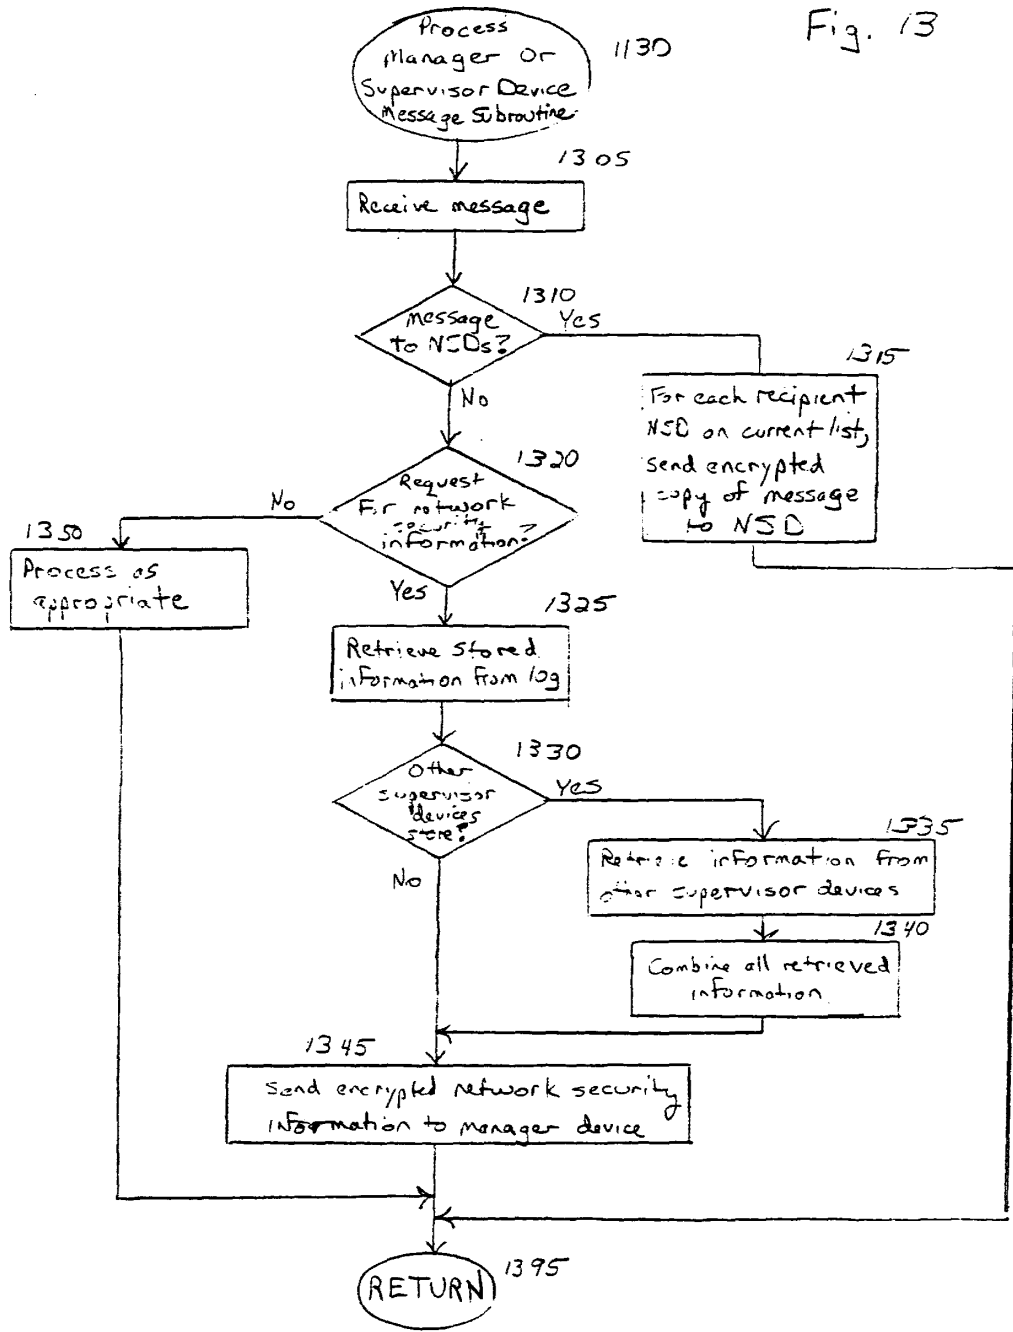 Fig. 13
Process
Manager Or
Supervisor Device
Message Subroutine
1130
1305
Receive message
1310
Message
to NSDs?
Yes
No
1315
For each recipient
NSD on current list,
send encrypted
copy of message
to NSD
1320
Request
For network
security
information?
No
Yes
1350
Process as
appropriate
1325
Retrieve stored
information from log
1330
Other
supervisor
devices
store?
Yes
No
1335
Retrieve information from
other supervisor devices
1340
Combine all retrieved
information
1345
Send encrypted network security
information to manager device
RETURN
1395